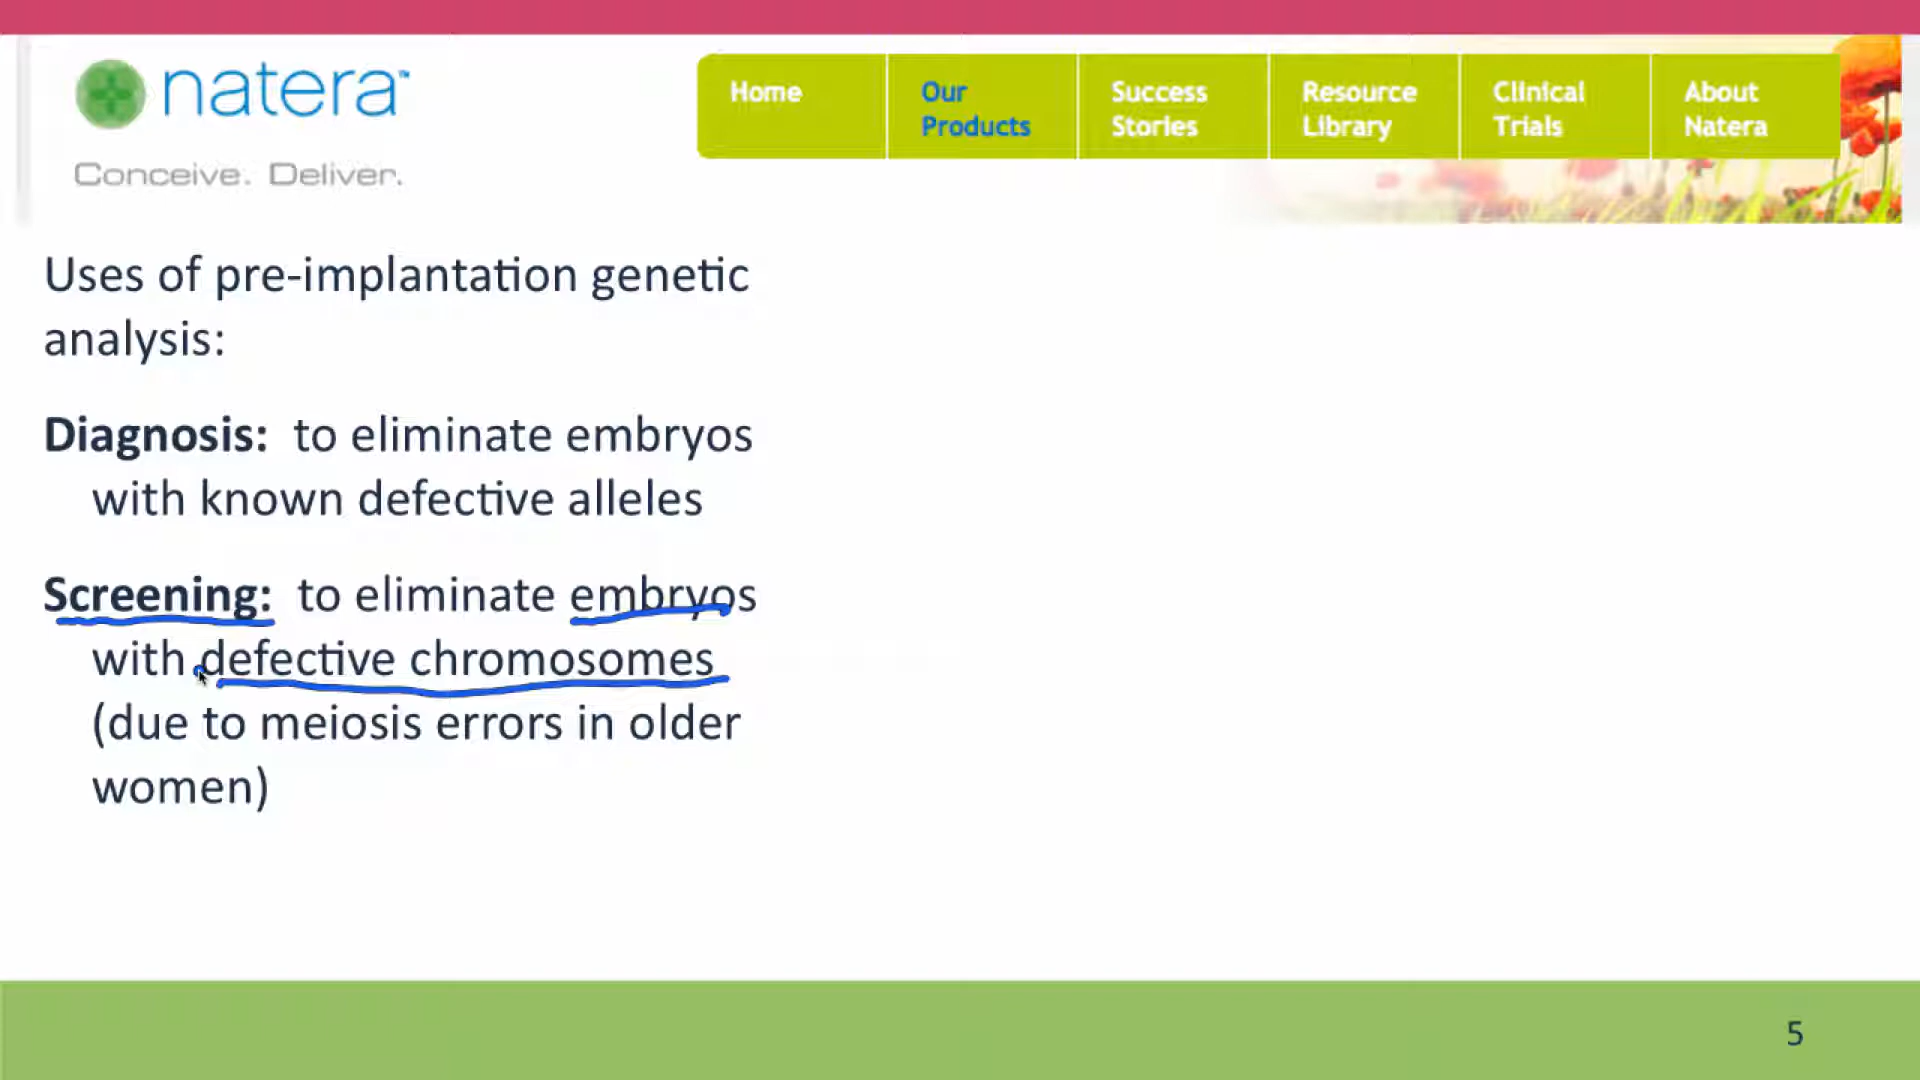 natera™
Conceive. Deliver.
Home
Our
Products
Success
Stories
Resource
Library
Clinical
Trials
About
Natera
Uses of pre-implantation genetic
analysis:
Diagnosis: to eliminate embryos
with known defective alleles
Screening: to eliminate embryos
with defective chromosomes
(due to meiosis errors in older
women)
5